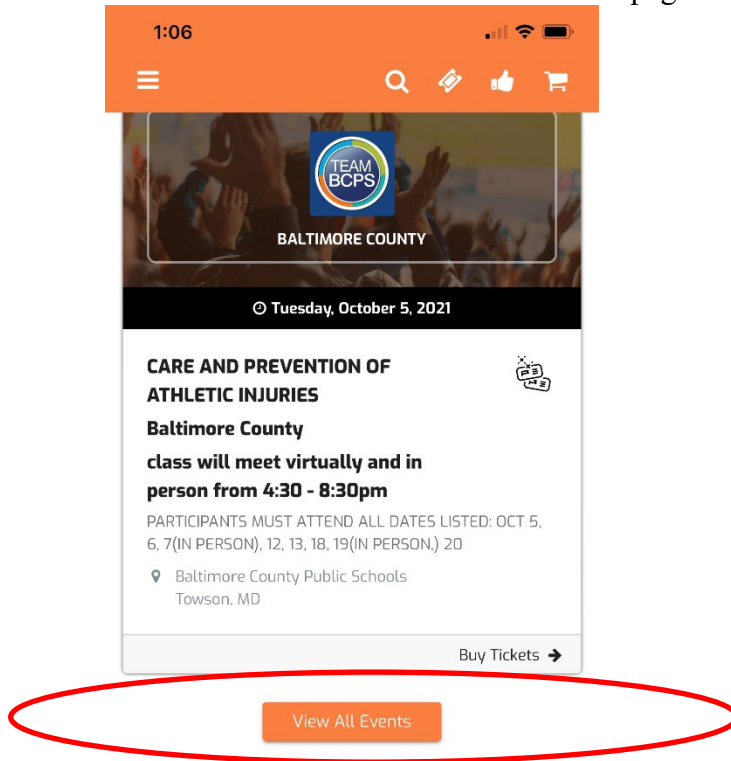 pag
1:06
TEAM
BCPS
BALTIMORE COUNTY
Tuesday, October 5, 2021
CARE AND PREVENTION OF
ATHLETIC INJURIES
Baltimore County
class will meet virtually and in
person from 4:30 - 8:30pm
PARTICIPANTS MUST ATTEND ALL DATES LISTED: OCT 5,
6, 7(IN PERSON), 12, 13, 18, 19(IN PERSON,) 20
Baltimore County Public Schools
Towson, MD
Buy Tickets →
View All Events